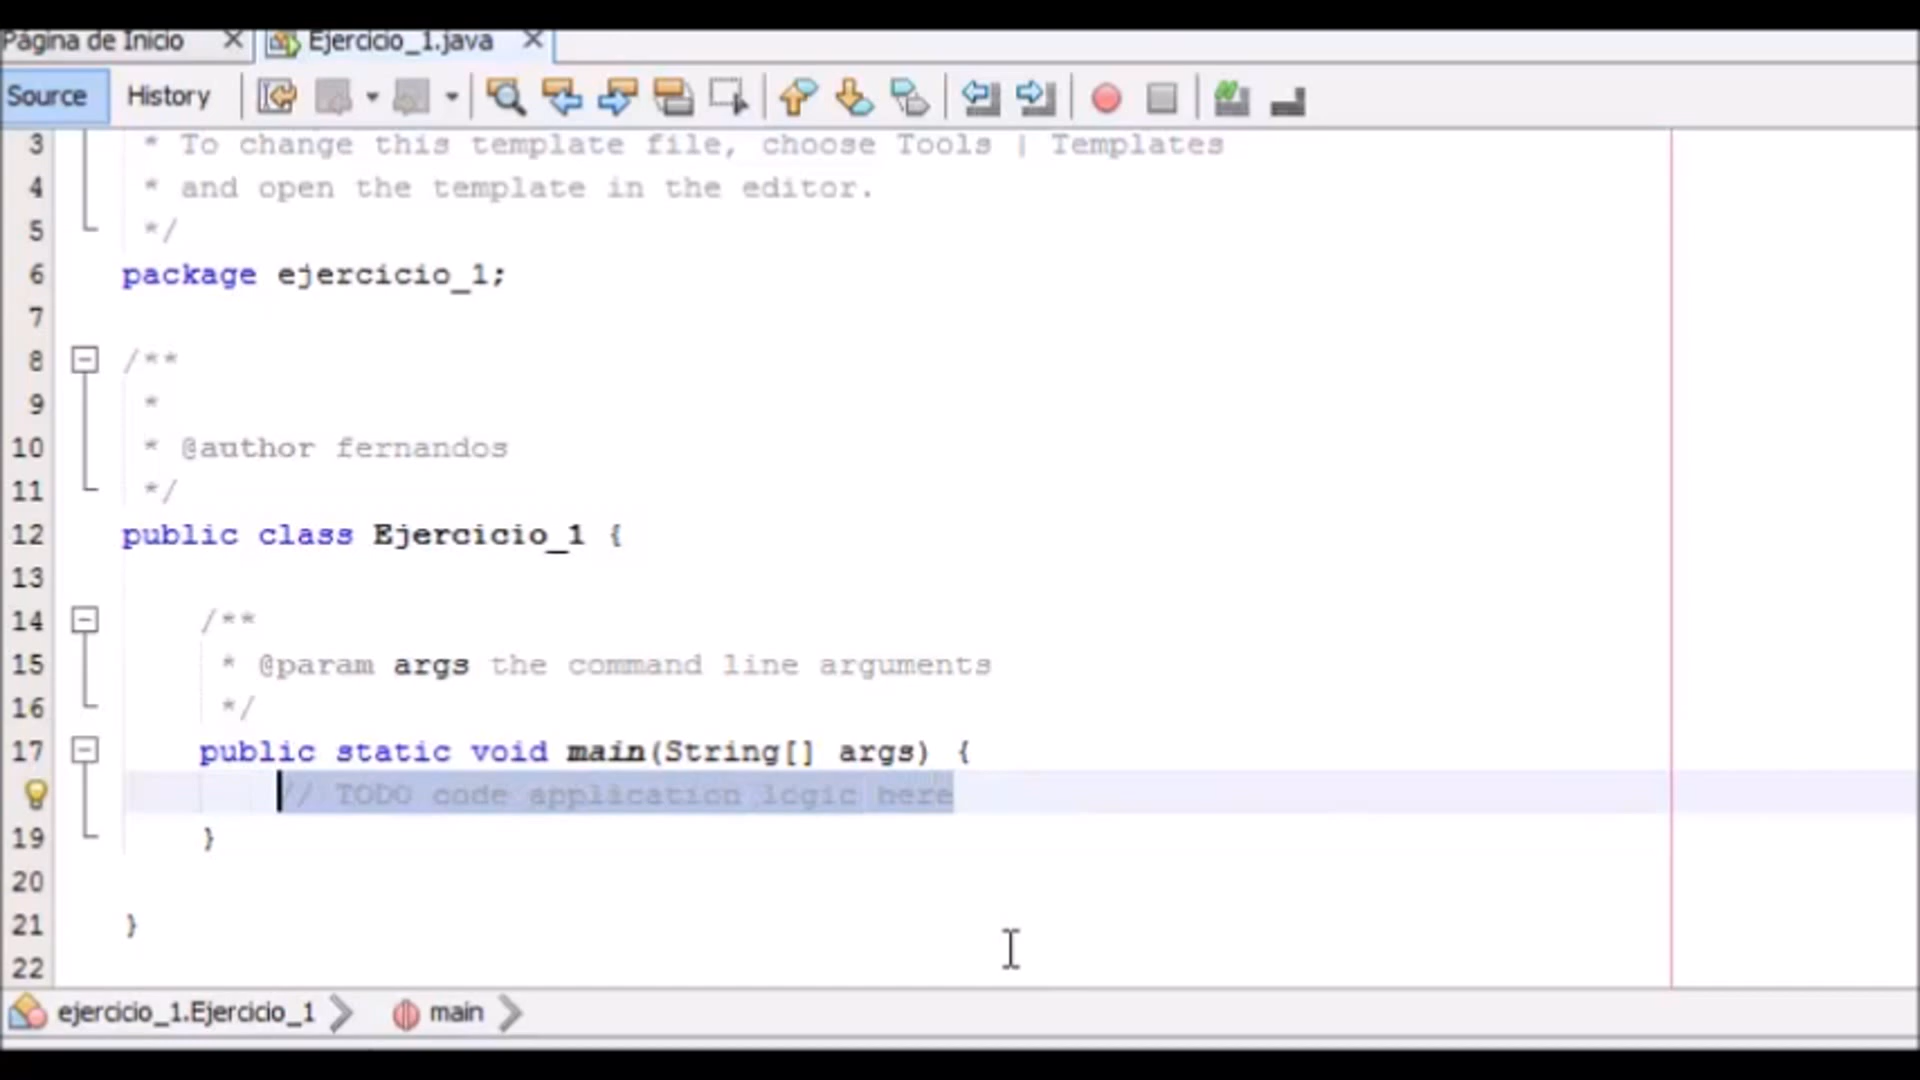 Página de Inicio Ejercicio_1.java
Source History
3 * To change this template file, choose Tools | Templates
4 * and open the template in the editor.
5 */
6 package ejercicio_1;
7
8 /**
9 *
10 * @author fernandos
11 */
12 public class Ejercicio_1 {
13
14 /**
15 * @param args the command line arguments
16 */
17 public static void main(String[] args) {
// TODO code application logic here
19 }
20
21 }
22
ejercicio_1.Ejercicio_1 main